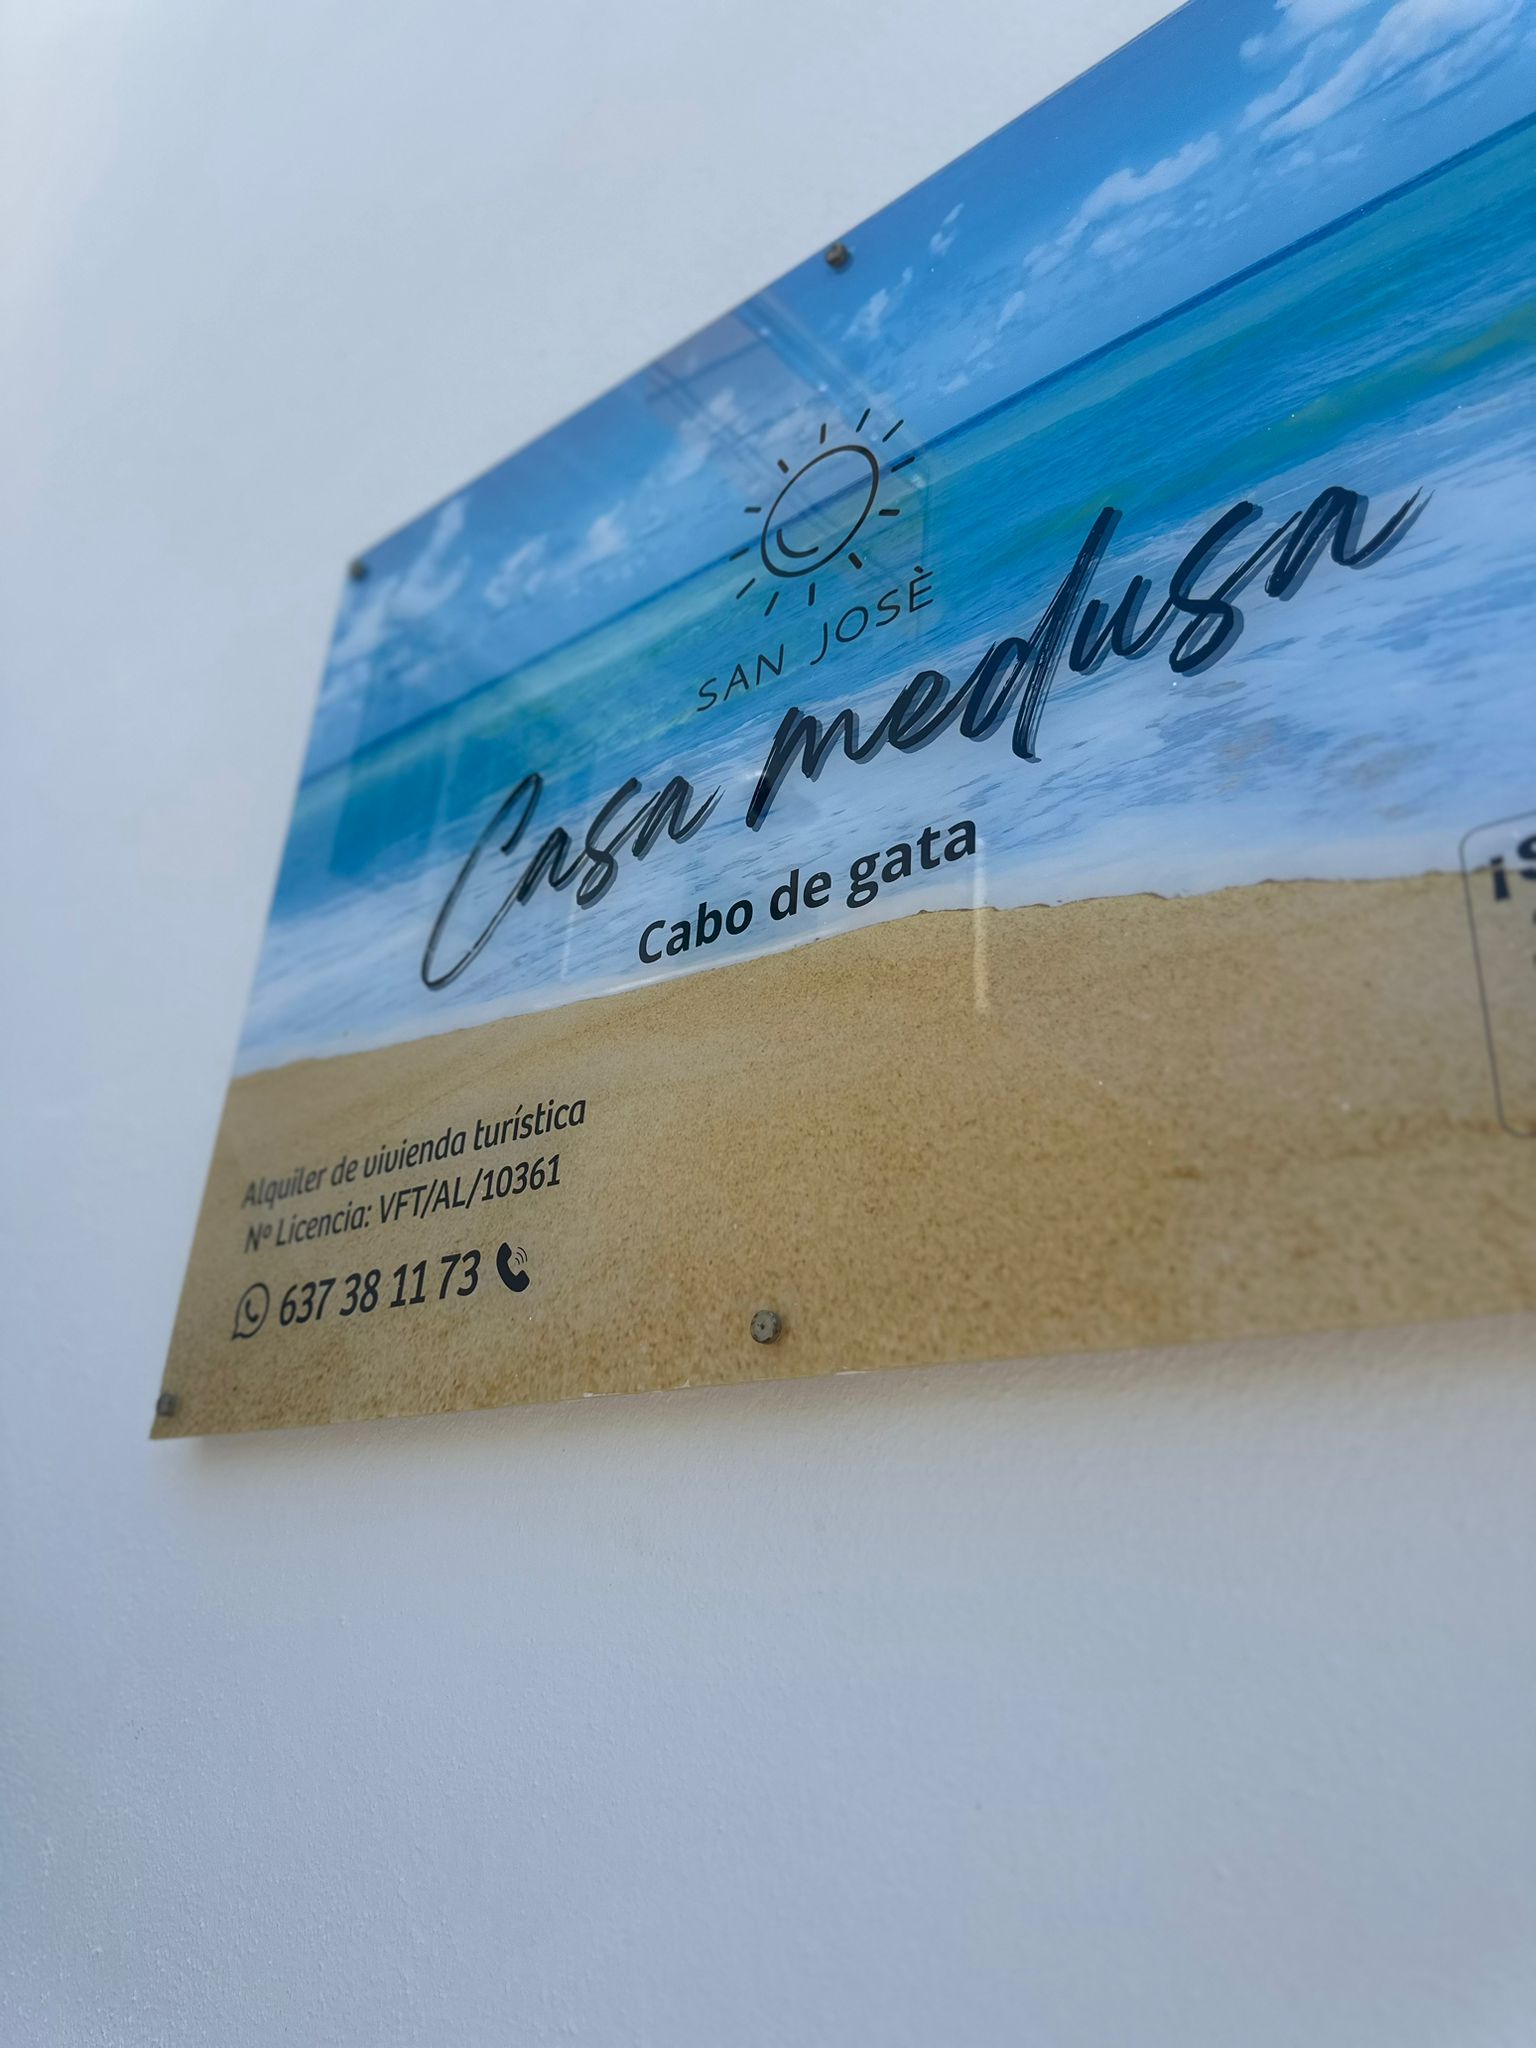 SAN JOSÈ
Casa medusa
Cabo de gata
Alquiler de vivienda turística
Nº Licencia: VFT/AL/10361
637 38 11 73